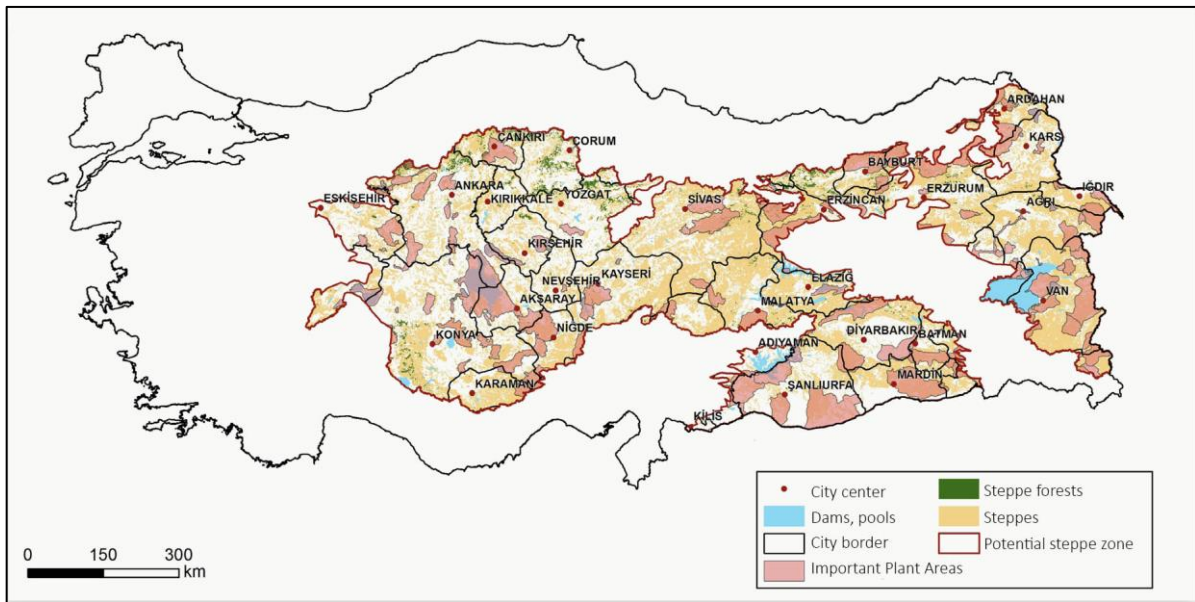 ARDAHAN
KARS
ÇANKIRI
ÇORUM
BAYBURT
ANKARA
ESKİŞEHİR
KIRIKKALE
YOZGAT
SİVAS
ERZİNCAN
ERZURUM
IĞDIR
AĞRI
KIRŞEHİR
NEVŞEHİR
KAYSERİ
ELAZIĞ
VAN
AKSARAY
MALATYA
KONYA
NİĞDE
DİYARBAKIR
BATMAN
ADIYAMAN
KARAMAN
ŞANLIURFA
MARDİN
KİLİS
City center
Steppe forests
Dams, pools
Steppes
City border
Potential steppe zone
Important Plant Areas
0 150 300
km